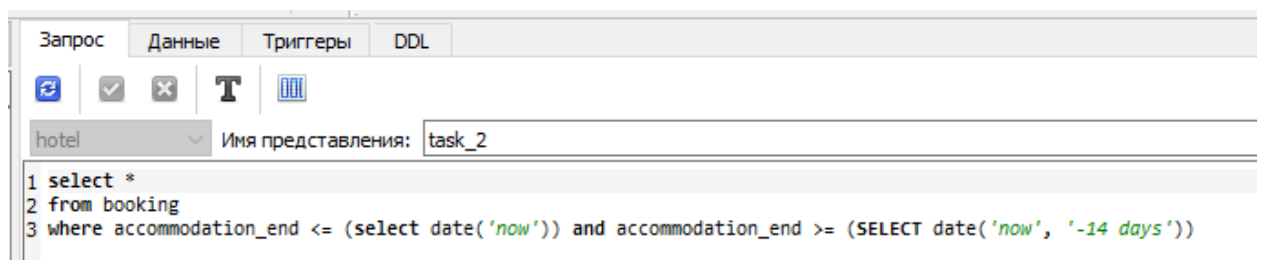 Запрос Данные Триггеры DDL
T
hotel Имя представления: task_2
1 select *
2 from booking
3 where accommodation_end <= (select date('now')) and accommodation_end >= (SELECT date('now', '-14 days'))